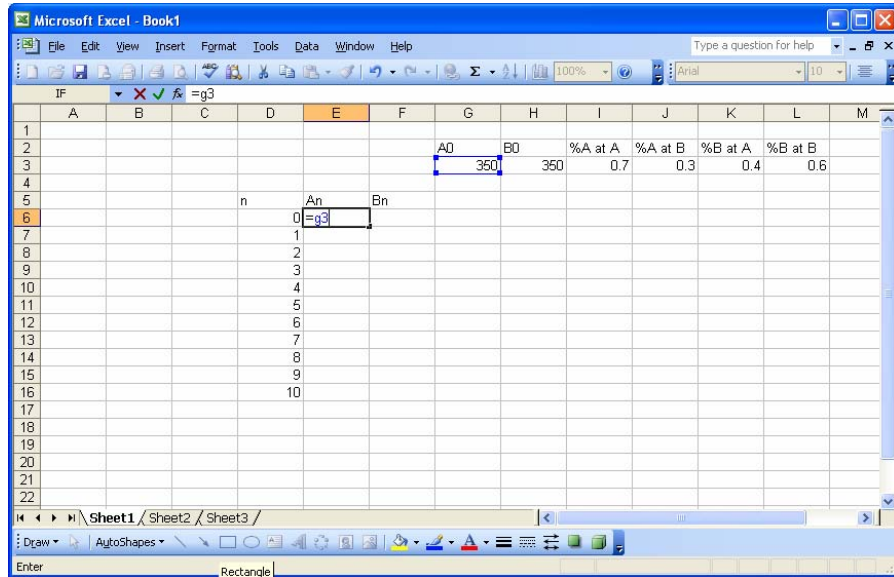 Microsoft Excel - Book1
File Edit View Insert Format Tools Data Window Help Type a question for help
100% Arial 10
IF =g3
A B C D E F G H I J K L M
1
2 A0 B0 %A at A %A at B %B at A %B at B
3 350 350 0.7 0.3 0.4 0.6
4
5 n An Bn
6 0 =g3
7 1
8 2
9 3
10 4
11 5
12 6
13 7
14 8
15 9
16 10
17
18
19
20
21
22
Sheet1 Sheet2 Sheet3
Draw AutoShapes
Enter Rectangle